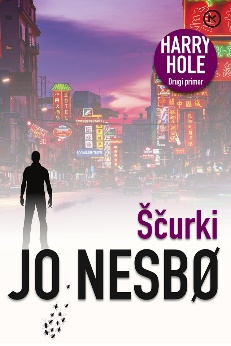 HARRY
HOLE
Drugi primer
Ščurki
JO NESBØ